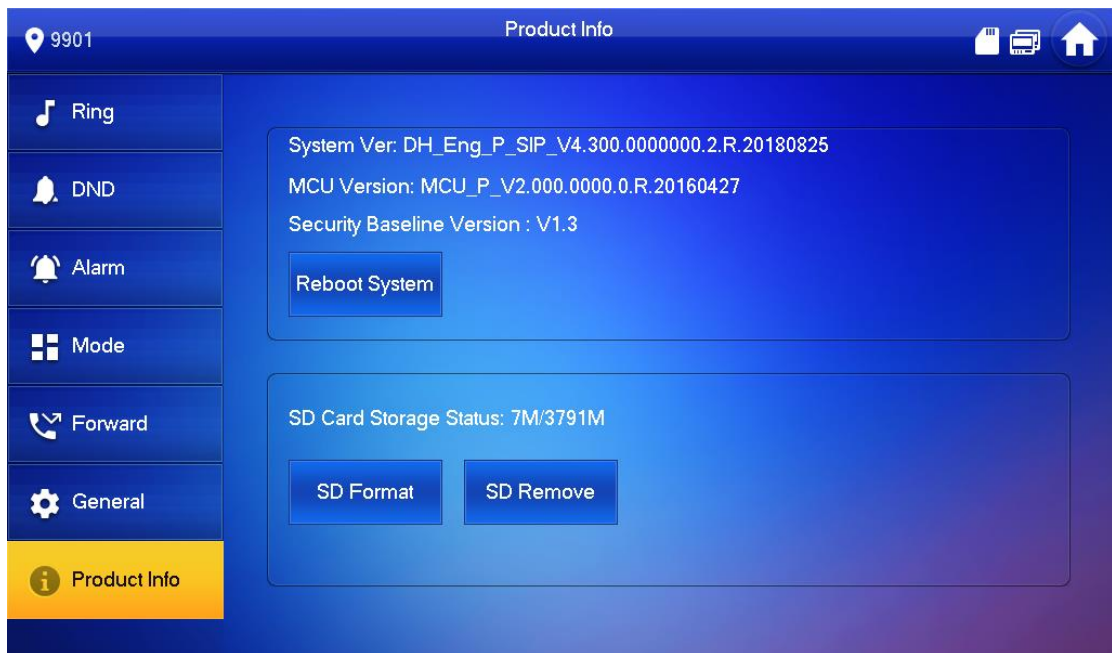 9901
Product Info
Ring
DND
Alarm
Mode
Forward
General
Product Info
System Ver: DH_Eng_P_SIP_V4.300.0000000.2.R.20180825
MCU Version: MCU_P_V2.000.0000.0.R.20160427
Security Baseline Version : V1.3
Reboot System
SD Card Storage Status: 7M/3791M
SD Format
SD Remove